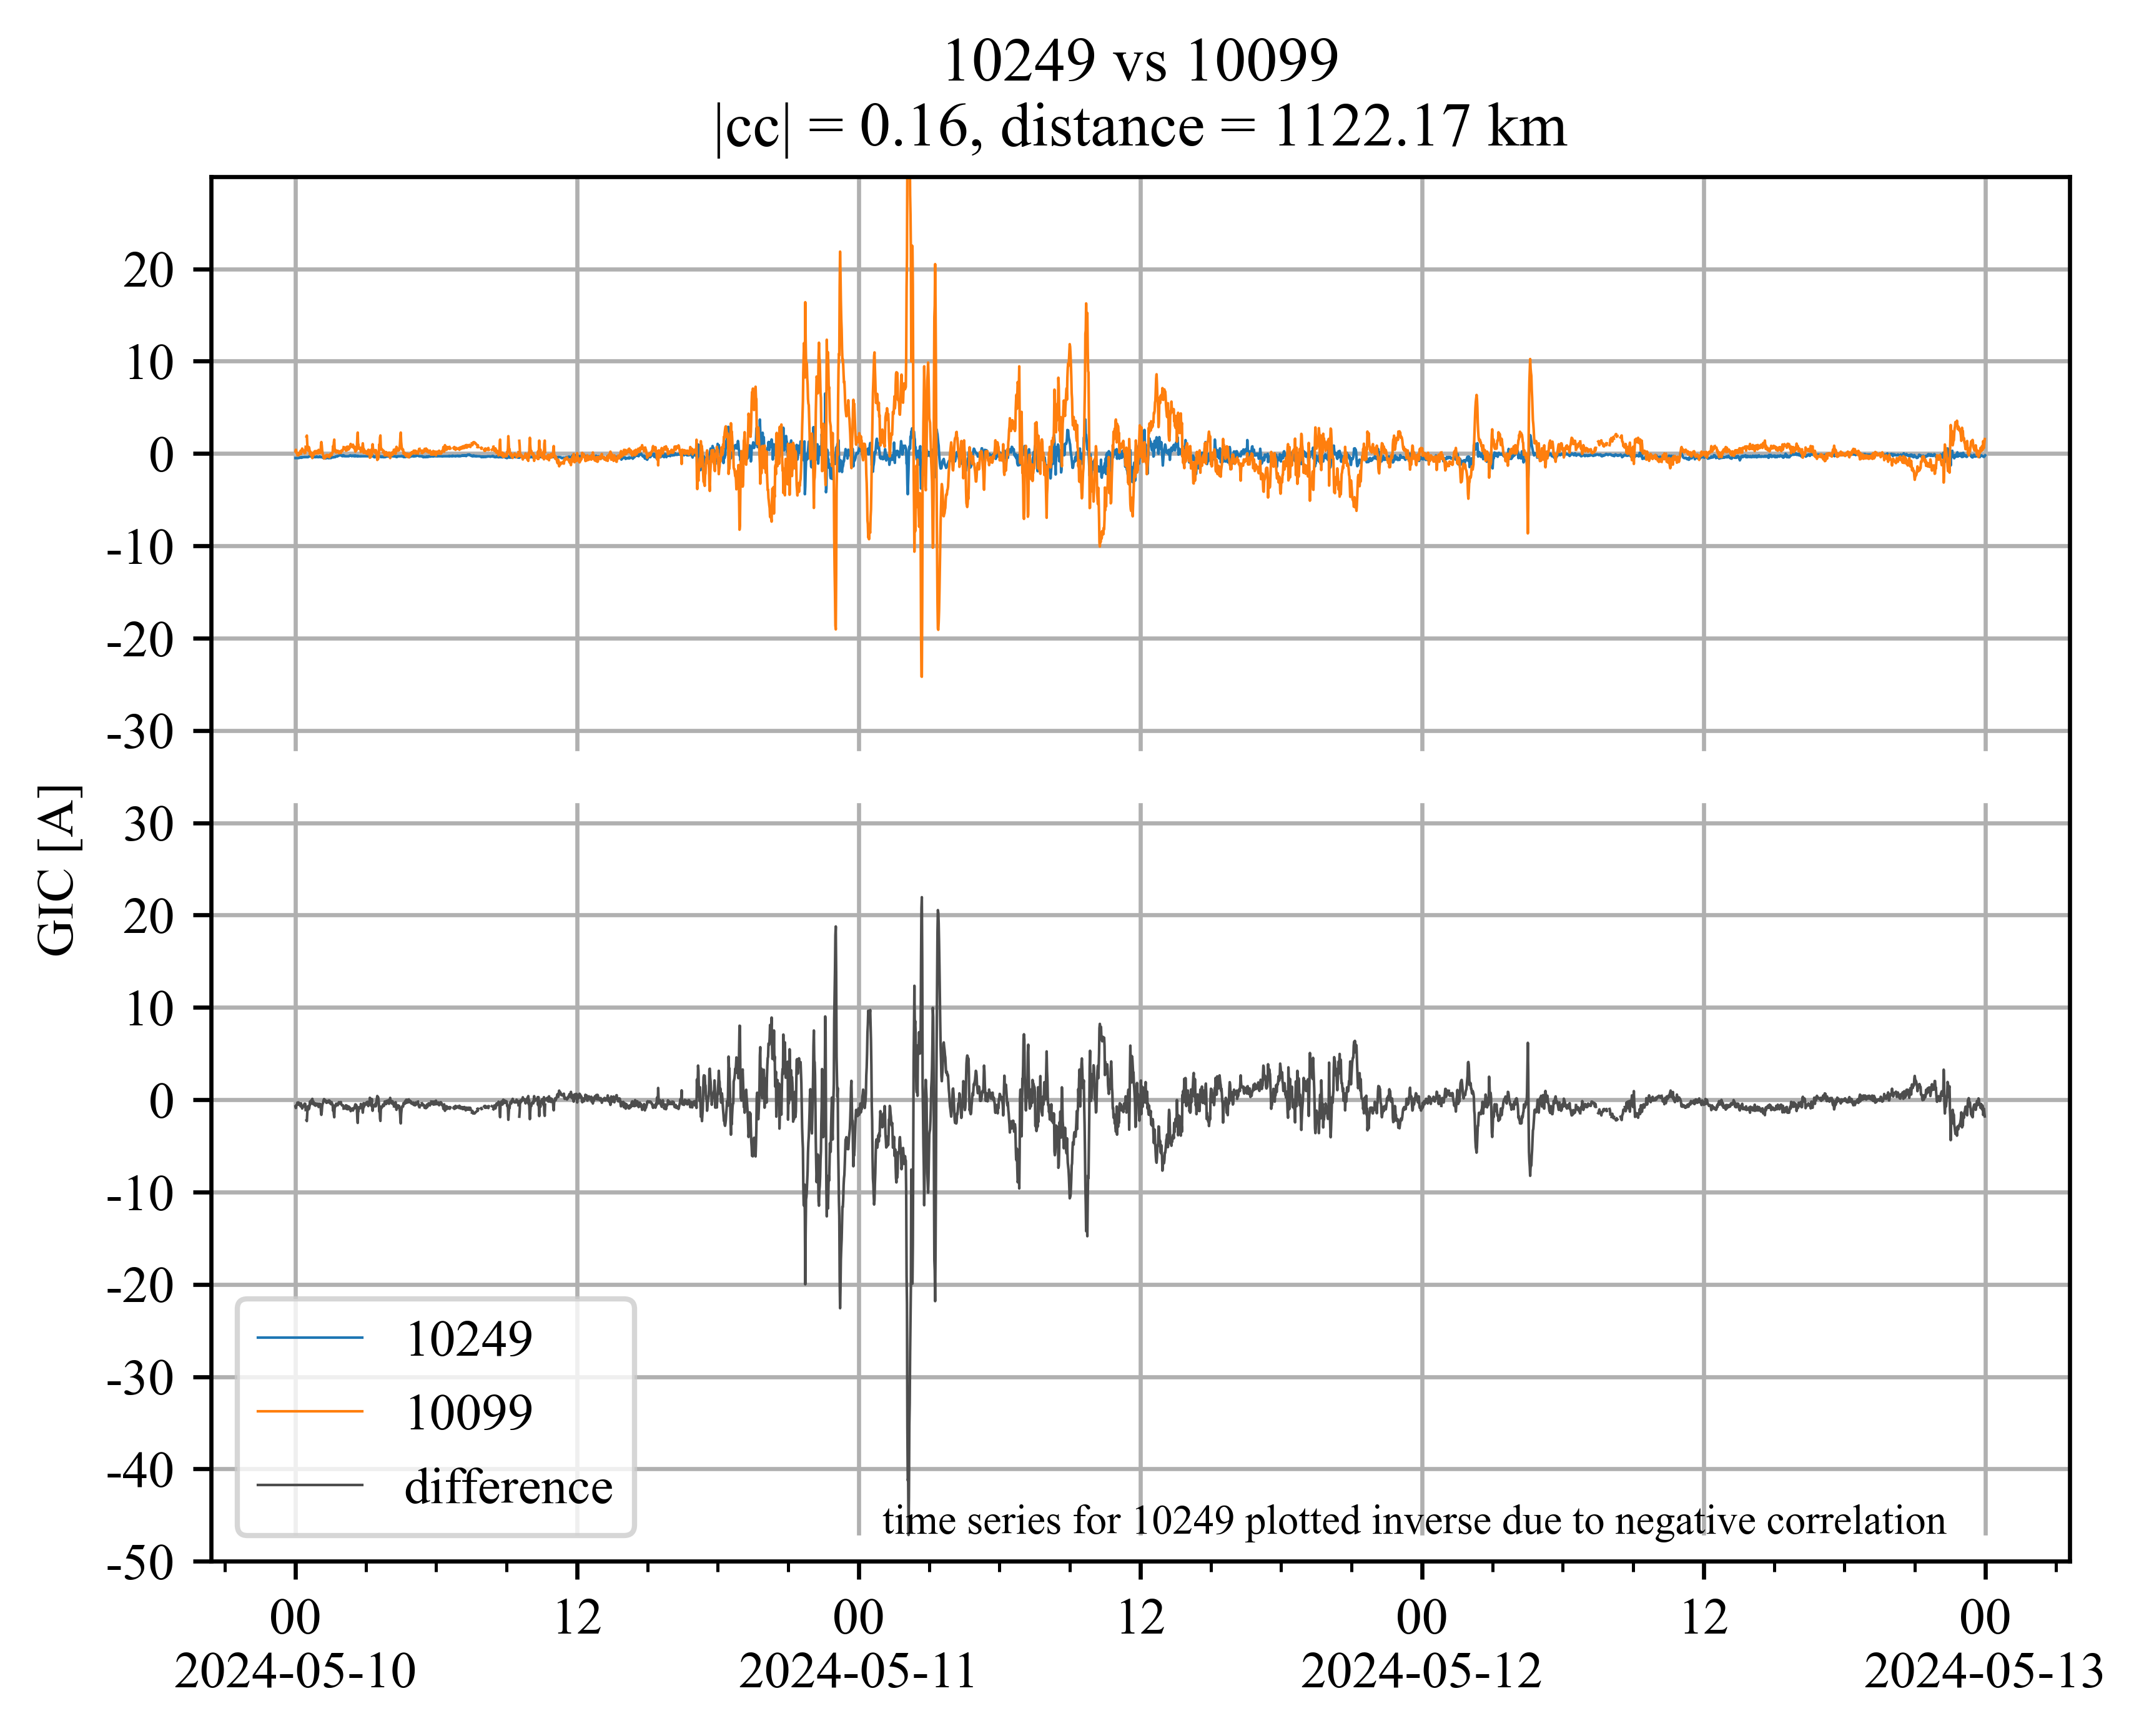 10249 vs 10099
|cc| = 0.16, distance = 1122.17 km
20
10
0
-10
-20
-30
GIC [A]
30
20
10
0
-10
-20
-30
-40
-50
10249
10099
difference
time series for 10249 plotted inverse due to negative correlation
00 12 00 12 00 12 00
2024-05-10 2024-05-11 2024-05-12 2024-05-13